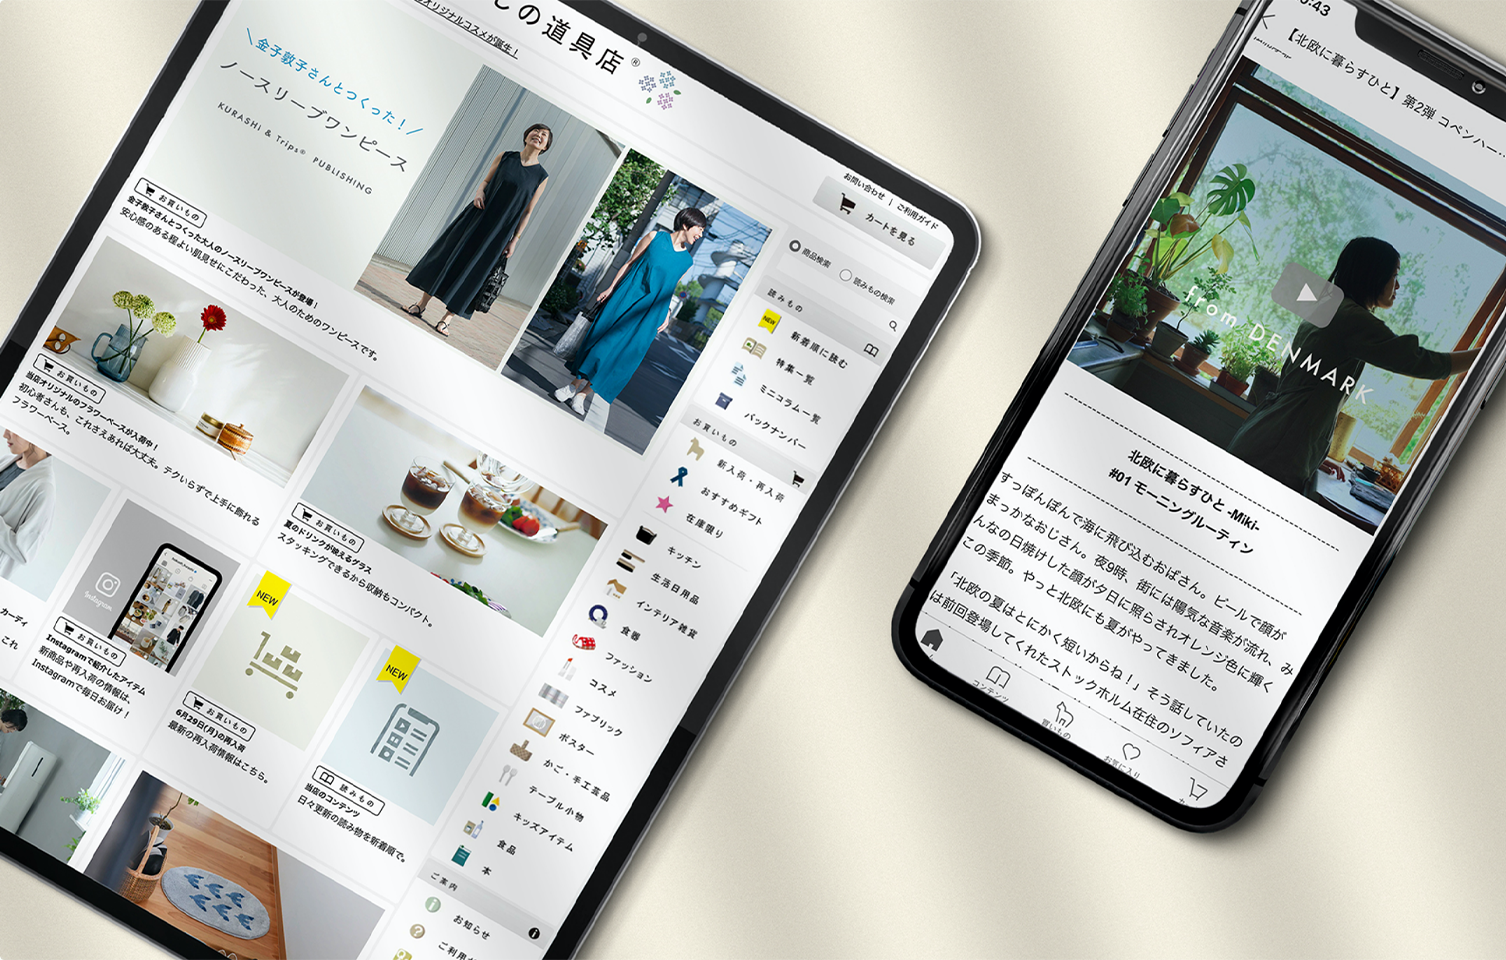 しの道具店®
オリジナルコスメが誕生！
＼金子敦子さんとつくった！／
ノースリーブワンピース
KURASHI & Trips® PUBLISHING
お買いもの
金子敦子さんとつくった大人のノースリーブワンピースが登場！
安心感のある程よい肌見せにこだわった、大人のためのワンピースです。
お買いもの
当店オリジナルのフラワーベースが入荷中！
初心者さんも、これさえあれば大丈夫。テクいらずで上手に飾れる
フラワーベース。
お買いもの
夏のドリンクが映えるグラス
スタッキングできるから収納もコンパクト。
カーディ
これ
Instagram
お買いもの
Instagramで紹介したアイテム
新商品や再入荷の情報は、
Instagramで毎日お届け！
NEW
お買いもの
6月29日(月)の再入荷
最新の再入荷情報はこちら。
NEW
読みもの
当店のコンテンツ
日々更新の読み物を新着順で。
お問い合わせ | ご利用ガイド
カートを見る
商品検索
読みもの検索
読みもの
NEW
新着順に読む
特集一覧
ミニコラム一覧
バックナンバー
お買いもの
新入荷・再入荷
おすすめギフト
在庫限り
キッチン
生活日用品
インテリア雑貨
食器
ファッション
コスメ
ファブリック
ポスター
かご・手工芸品
テーブル小物
キッズアイテム
食品
本
ご案内
お知らせ
ご利用
:43
【北欧に暮らすひと】第2弾 コペンハー…
from DENMARK
北欧に暮らすひと -Miki-
#01 モーニングルーティン
すっぽんぽんで海に飛び込むおばさん。ビールで顔が
まっかなおじさん。夜9時、街には陽気な音楽が流れ、み
んなの日焼けした顔が夕日に照らされオレンジ色に輝く
この季節。やっと北欧にも夏がやってきました。
「北欧の夏はとにかく短いからね！」そう話していたの
は前回登場してくれたストックホルム在住のソフィアさ
コンテンツ
買いもの
お気に入り